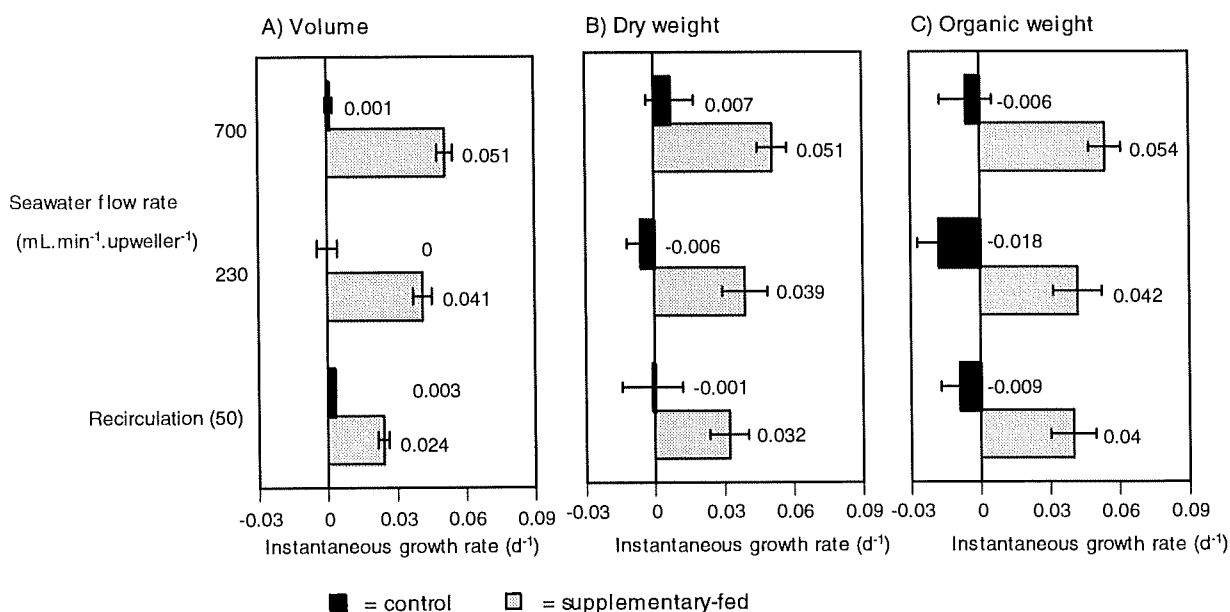 A) Volume
B) Dry weight
C) Organic weight
Seawater flow rate
(mL.min⁻¹.upweller⁻¹)
700
230
Recirculation (50)
0.001
0.051
0
0.041
0.003
0.024
0.007
0.051
-0.006
0.039
-0.001
0.032
-0.006
0.054
-0.018
0.042
-0.009
0.04
-0.03 0 0.03 0.06 0.09
-0.03 0 0.03 0.06 0.09
-0.03 0 0.03 0.06 0.09
Instantaneous growth rate (d⁻¹)
Instantaneous growth rate (d⁻¹)
Instantaneous growth rate (d⁻¹)
= control
= supplementary-fed